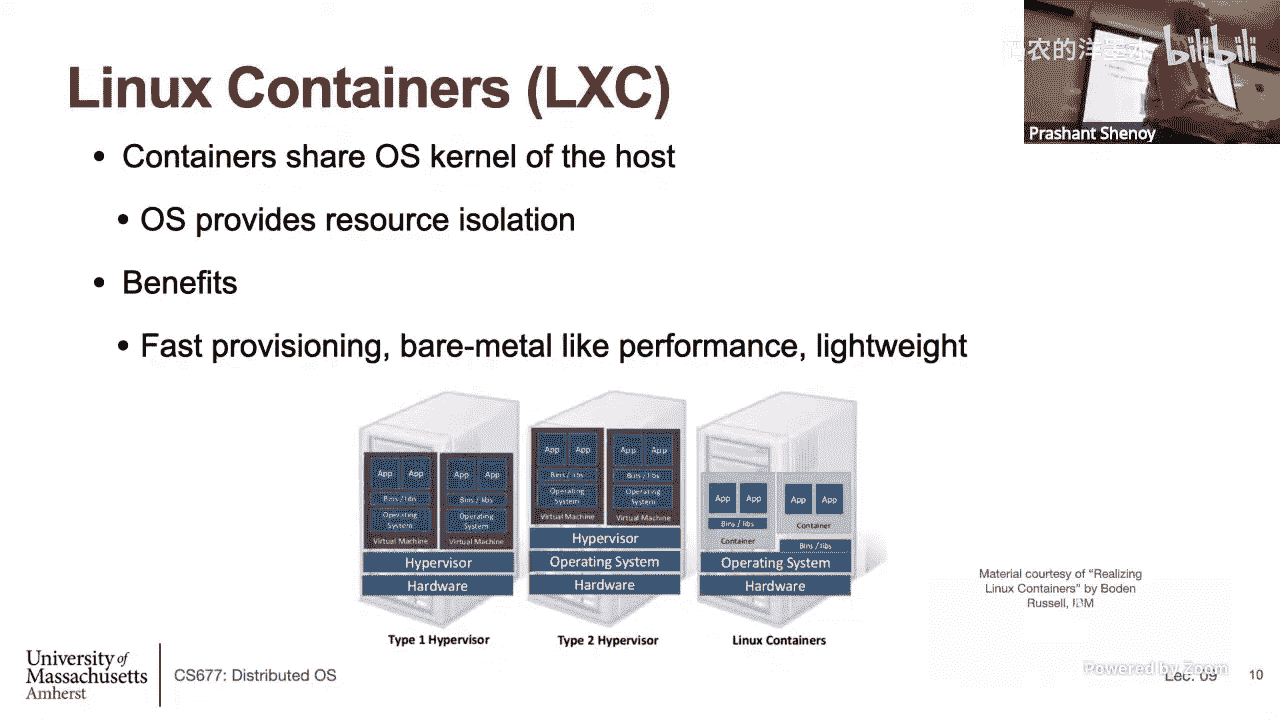 bilibili
Prashant Shenoy
Linux Containers (LXC)
• Containers share OS kernel of the host
• OS provides resource isolation
• Benefits
• Fast provisioning, bare-metal like performance, lightweight
App App App App
Bins / libs Bins / libs
Operating System Operating System
Virtual Machine Virtual Machine
Hypervisor
Hardware
Type 1 Hypervisor
App App App App
Bins / libs Bins / libs
Operating System Operating System
Virtual Machine Virtual Machine
Hypervisor
Operating System
Hardware
Type 2 Hypervisor
App App App App
Bins / libs Container
Container Bins / libs
Operating System
Hardware
Linux Containers
Material courtesy of “Realizing
Linux Containers” by Boden
Russell, IBM
University of
Massachusetts
Amherst
CS677: Distributed OS
Powered by Zoom
Lec. 09
10